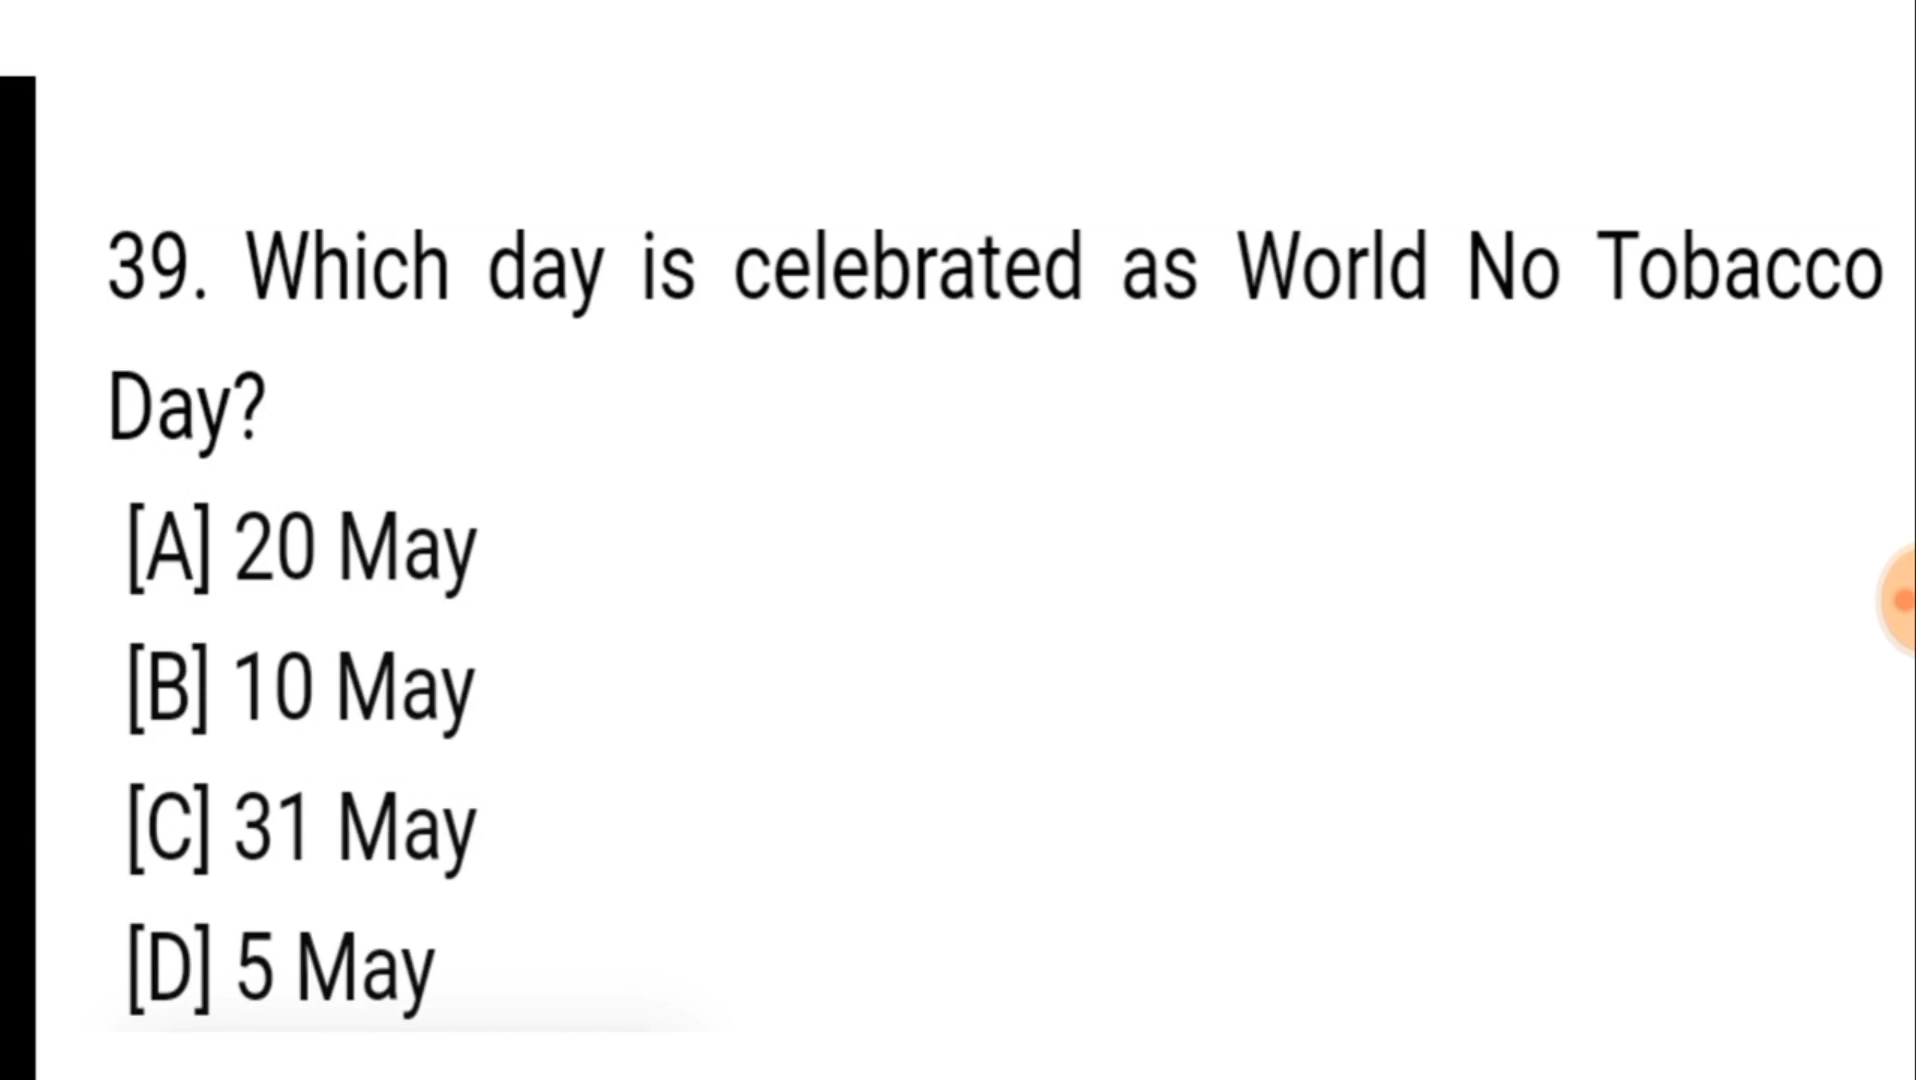 39. Which day is celebrated as World No Tobacco
Day?
[A] 20 May
[B] 10 May
[C] 31 May
[D] 5 May